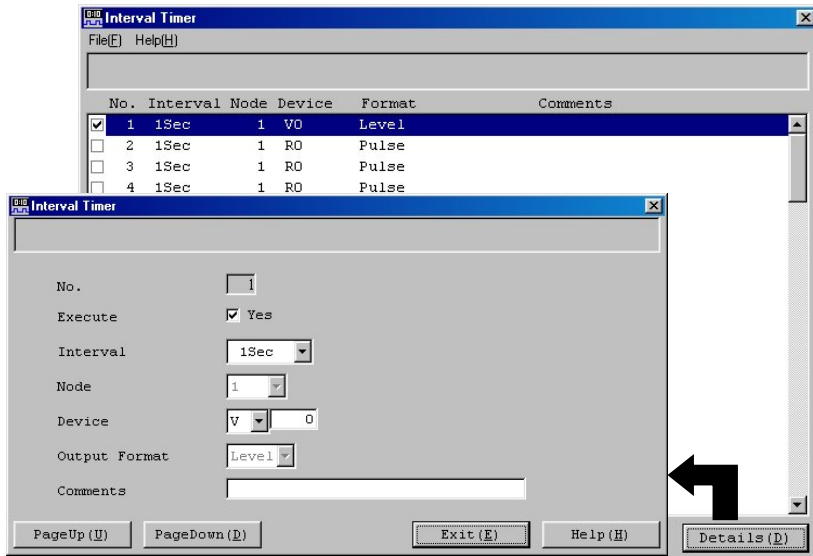 Interval Timer
File(F) Help(H)
No. Interval Node Device Format Comments
1 1Sec 1 V0 Level
2 1Sec 1 R0 Pulse
3 1Sec 1 R0 Pulse
4 1Sec 1 R0 Pulse
Interval Timer
No. 1
Execute Yes
Interval 1Sec
Node 1
Device V 0
Output Format Level
Comments
PageUp(U) PageDown(D) Exit(E) Help(H)
Details(D)